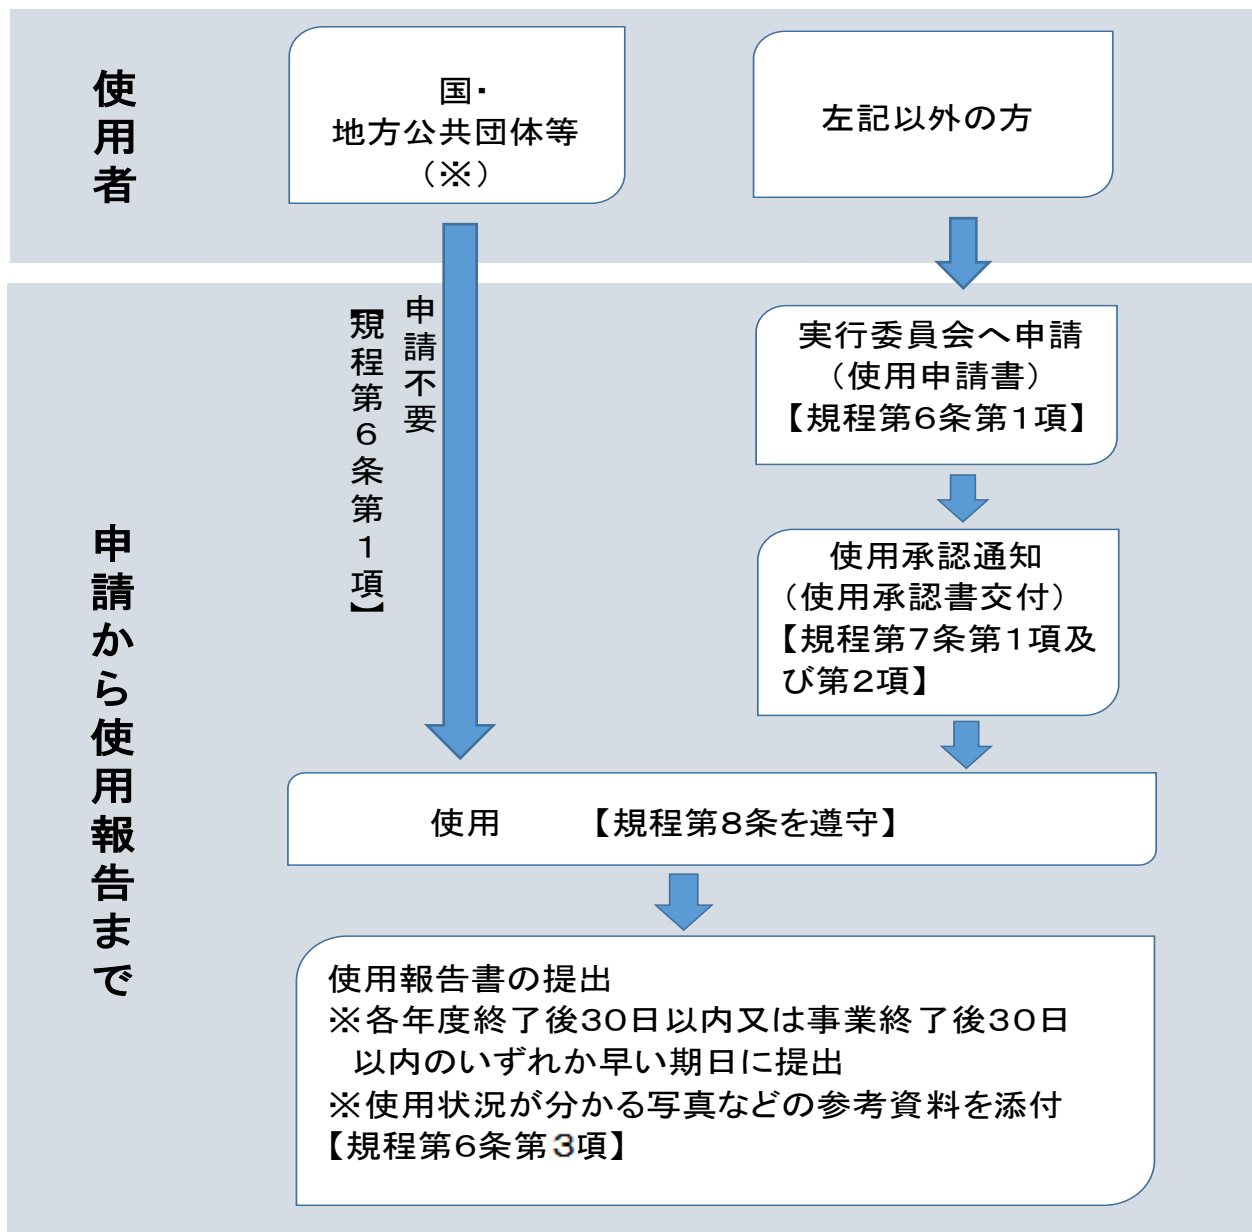 使用者
国・
地方公共団体等
（※）
左記以外の方
申請から使用報告まで
申請不要
【規程第６条第１項】
実行委員会へ申請
（使用申請書）
【規程第６条第１項】
使用承認通知
（使用承認書交付）
【規程第７条第１項及
び第２項】
使用　　【規程第８条を遵守】
使用報告書の提出
※各年度終了後３０日以内又は事業終了後３０日
以内のいずれか早い期日に提出
※使用状況が分かる写真などの参考資料を添付
【規程第６条第３項】